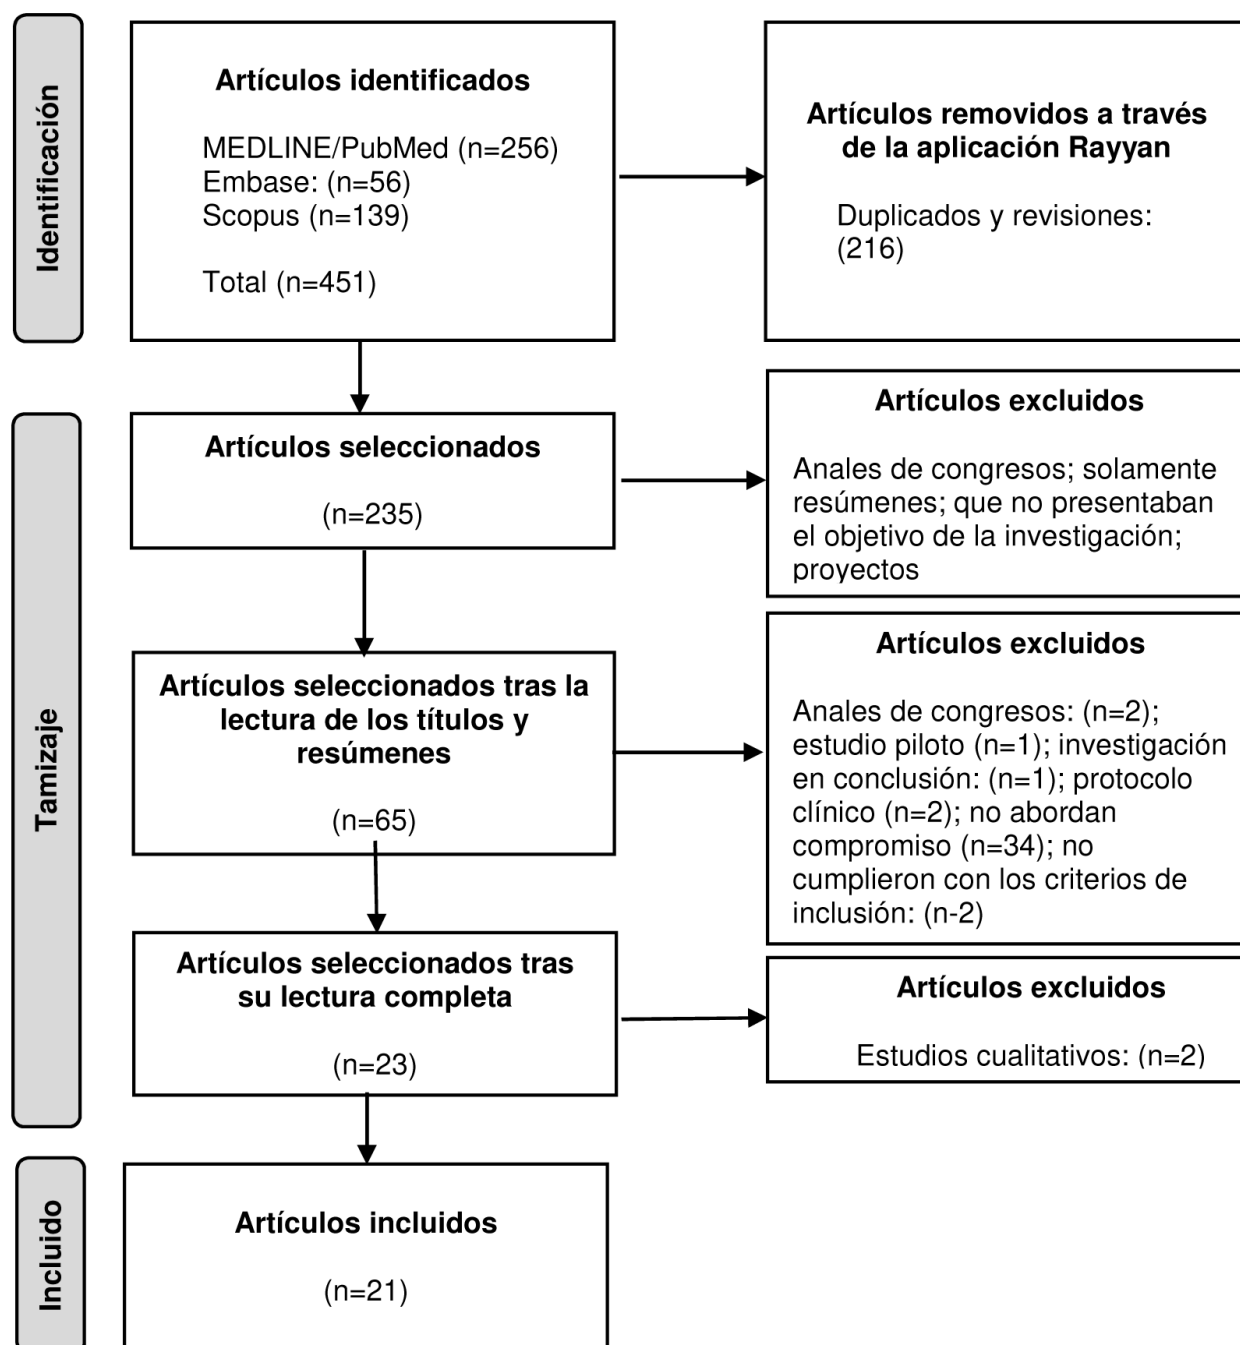 Identificación
Artículos identificados
MEDLINE/PubMed (n=256)
Embase: (n=56)
Scopus (n=139)
Total (n=451)
Artículos removidos a través
de la aplicación Rayyan
Duplicados y revisiones:
(216)
Tamizaje
Artículos seleccionados
(n=235)
Artículos excluidos
Anales de congresos; solamente
resúmenes; que no presentaban
el objetivo de la investigación;
proyectos
Artículos seleccionados tras la
lectura de los títulos y
resúmenes
(n=65)
Artículos excluidos
Anales de congresos: (n=2);
estudio piloto (n=1); investigación
en conclusión: (n=1); protocolo
clínico (n=2); no abordan
compromiso (n=34); no
cumplieron con los criterios de
inclusión: (n-2)
Artículos seleccionados tras
su lectura completa
(n=23)
Artículos excluidos
Estudios cualitativos: (n=2)
Incluido
Artículos incluidos
(n=21)